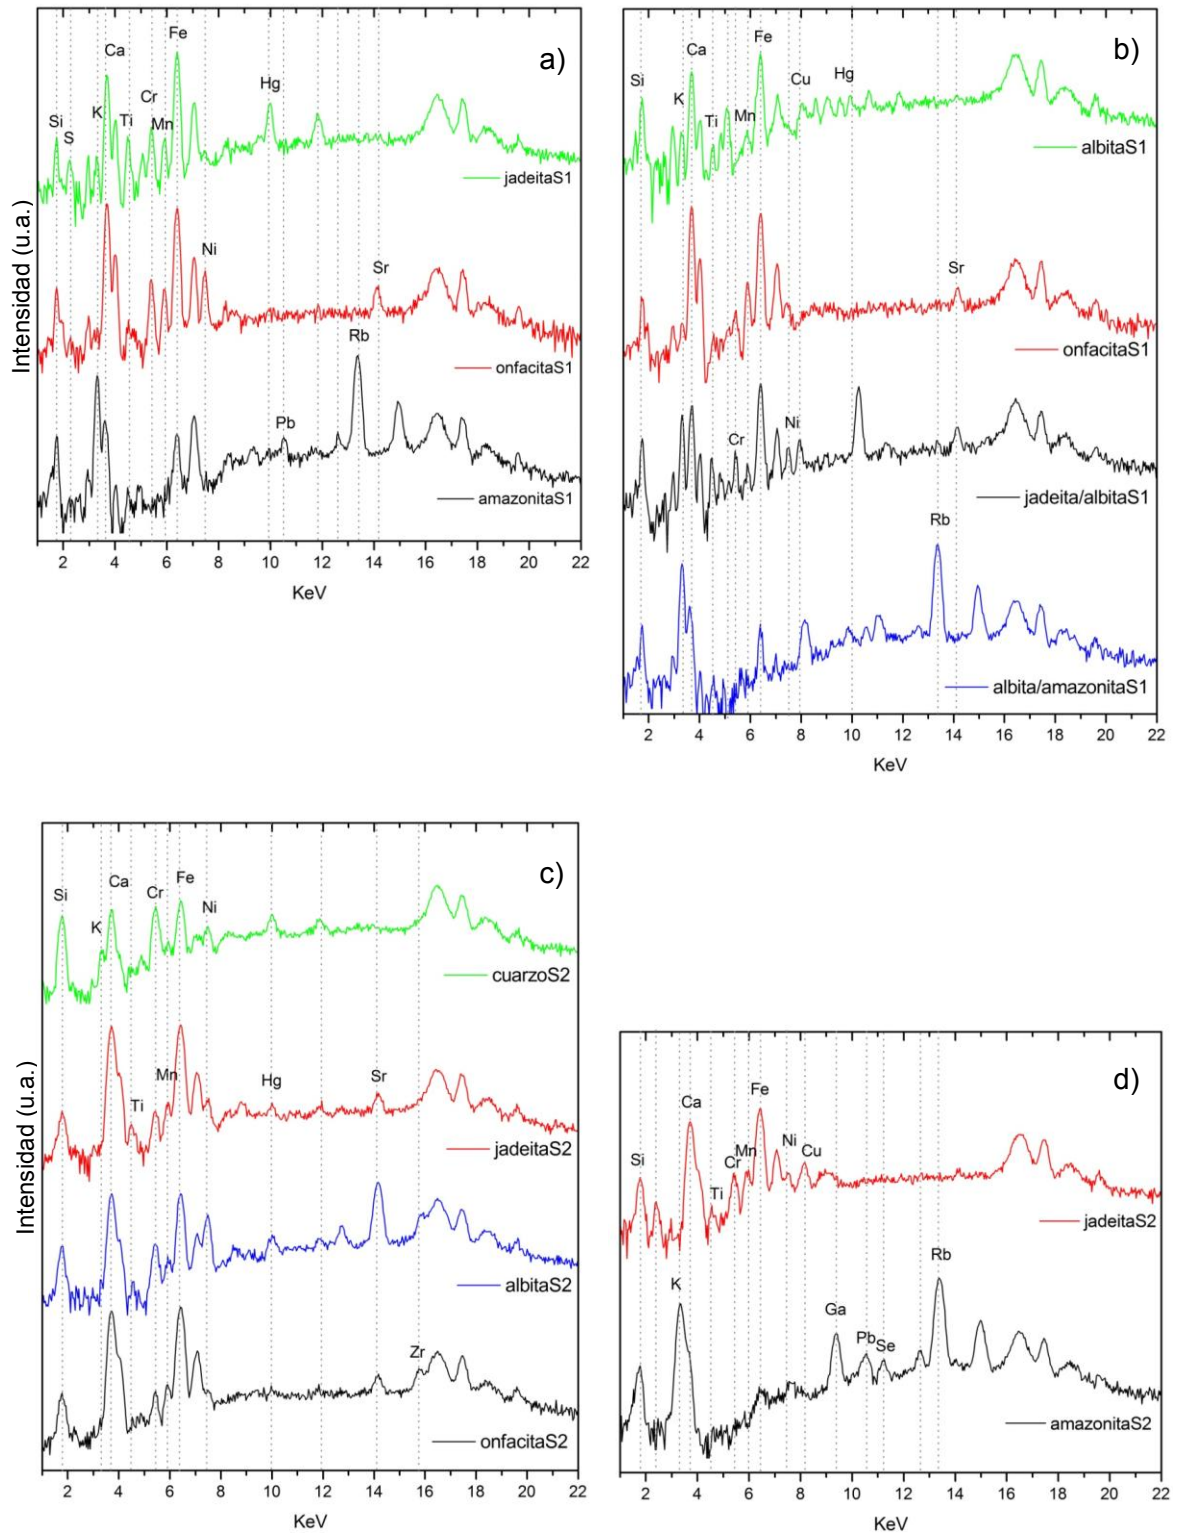 a)
Fe
Ca
Hg
Cr
K
Ti
Mn
Si
S
jadeitaS1
Ni
Sr
onfacitaS1
Rb
Pb
amazonitaS1
Intensidad (u.a.)
2 4 6 8 10 12 14 16 18 20 22
KeV
b)
Fe
Ca
Si
Cu
Hg
K
Ti
Mn
albitaS1
Sr
onfacitaS1
Cr
Ni
jadeita/albitaS1
Rb
albita/amazonitaS1
2 4 6 8 10 12 14 16 18 20 22
KeV
c)
Si
Ca
Cr
Fe
K
Ni
cuarzoS2
Mn
Hg
Sr
Ti
jadeitaS2
albitaS2
Zr
onfacitaS2
Intensidad (u.a.)
2 4 6 8 10 12 14 16 18 20 22
KeV
d)
Fe
Ca
Si
Mn
Ni
Cu
Cr
Ti
jadeitaS2
K
Rb
Ga
Pb
Se
amazonitaS2
2 4 6 8 10 12 14 16 18 20 22
KeV